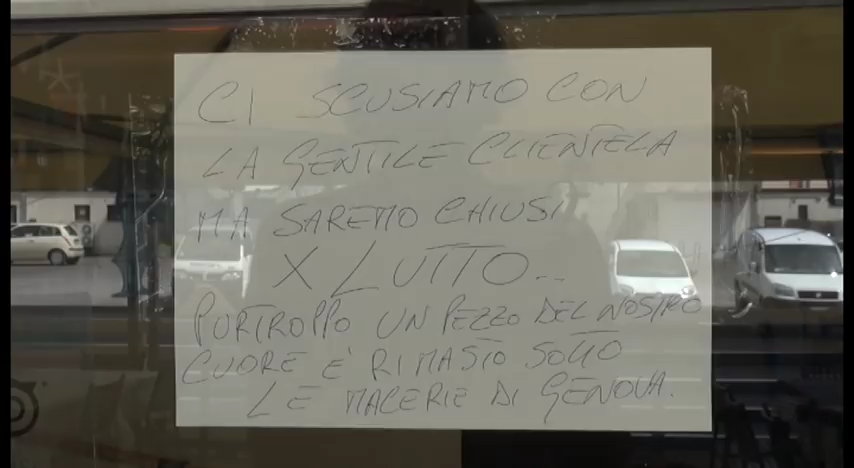 CI SCUSIAMO CON
LA GENTILE CLIENTELA
MA SAREMO CHIUSI
X LUTTO...
PURTROPPO UN PEZZO DEL NOSTRO
CUORE E' RIMASTO SOTTO
LE MACERIE DI GENOVA.